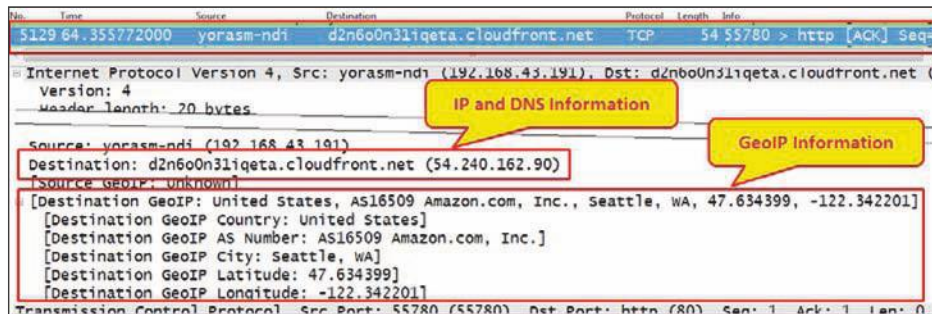 No. Time Source Destination Protocol Length Info
5129 64.355772000 yorasm-ndi d2n6o0n31iqeta.cloudfront.net TCP 54 55780 > http [ACK] Seq=
Internet Protocol Version 4, Src: yorasm-ndi (192.168.43.191), Dst: d2n6o0n31iqeta.cloudfront.net (
Version: 4
Header length: 20 bytes
IP and DNS Information
Source: yorasm-ndi (192.168.43.191)
GeoIP Information
Destination: d2n6o0n31iqeta.cloudfront.net (54.240.162.90)
[Source GeoIP: Unknown]
[Destination GeoIP: United States, AS16509 Amazon.com, Inc., Seattle, WA, 47.634399, -122.342201]
[Destination GeoIP Country: United States]
[Destination GeoIP AS Number: AS16509 Amazon.com, Inc.]
[Destination GeoIP City: Seattle, WA]
[Destination GeoIP Latitude: 47.634399]
[Destination GeoIP Longitude: -122.342201]
Transmission Control Protocol, Src Port: 55780 (55780), Dst Port: http (80), Seq: 1, Ack: 1, Len: 0